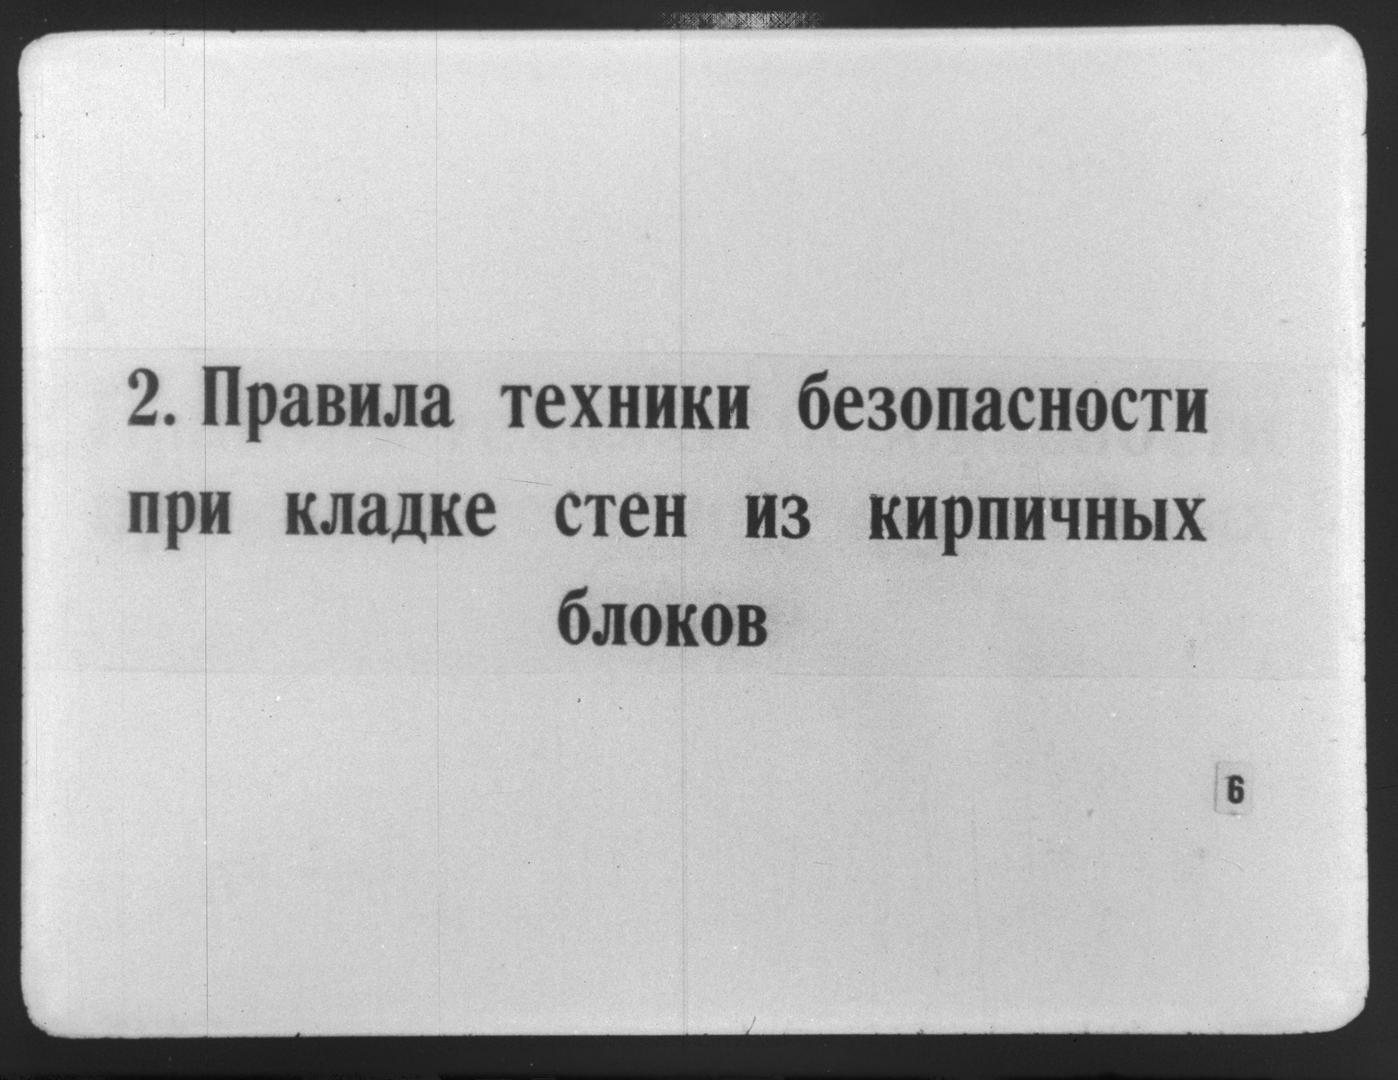 2. Правила техники безопасности
при кладке стен из кирпичных
блоков
6